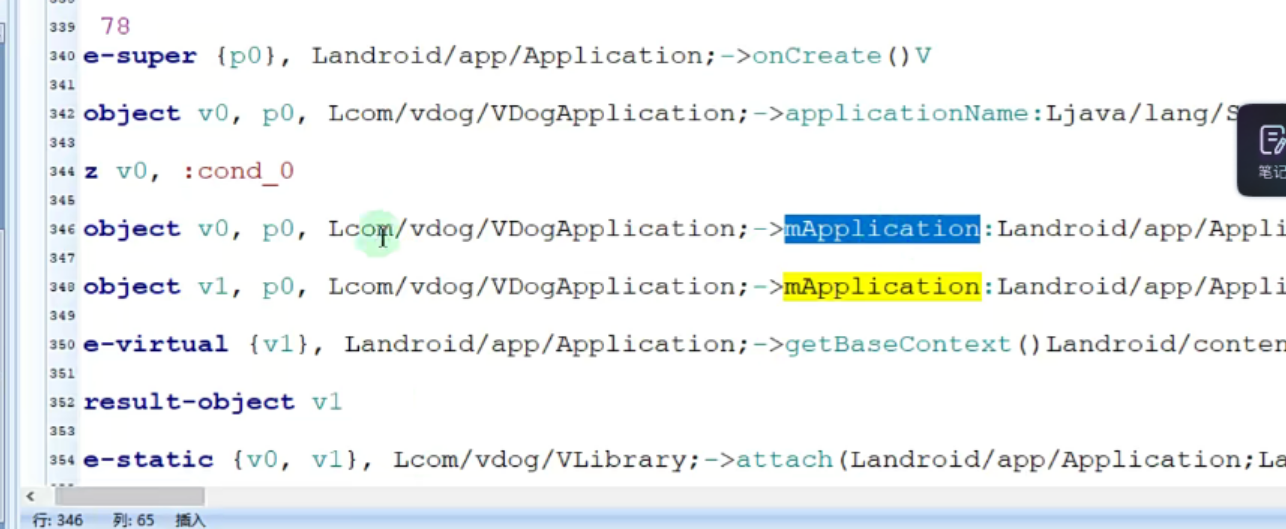 339 78
340 e-super {p0}, Landroid/app/Application;->onCreate()V
341
342 object v0, p0, Lcom/vdog/VDogApplication;->applicationName:Ljava/lang/S
343
344 z v0, :cond_0
345
346 object v0, p0, Lcom/vdog/VDogApplication;->mApplication:Landroid/app/Appli
347
348 object v1, p0, Lcom/vdog/VDogApplication;->mApplication:Landroid/app/Appli
349
350 e-virtual {v1}, Landroid/app/Application;->getBaseContext()Landroid/conten
351
352 result-object v1
353
354 e-static {v0, v1}, Lcom/vdog/VLibrary;->attach(Landroid/app/Application;La
笔记
行: 346 列: 65 插入